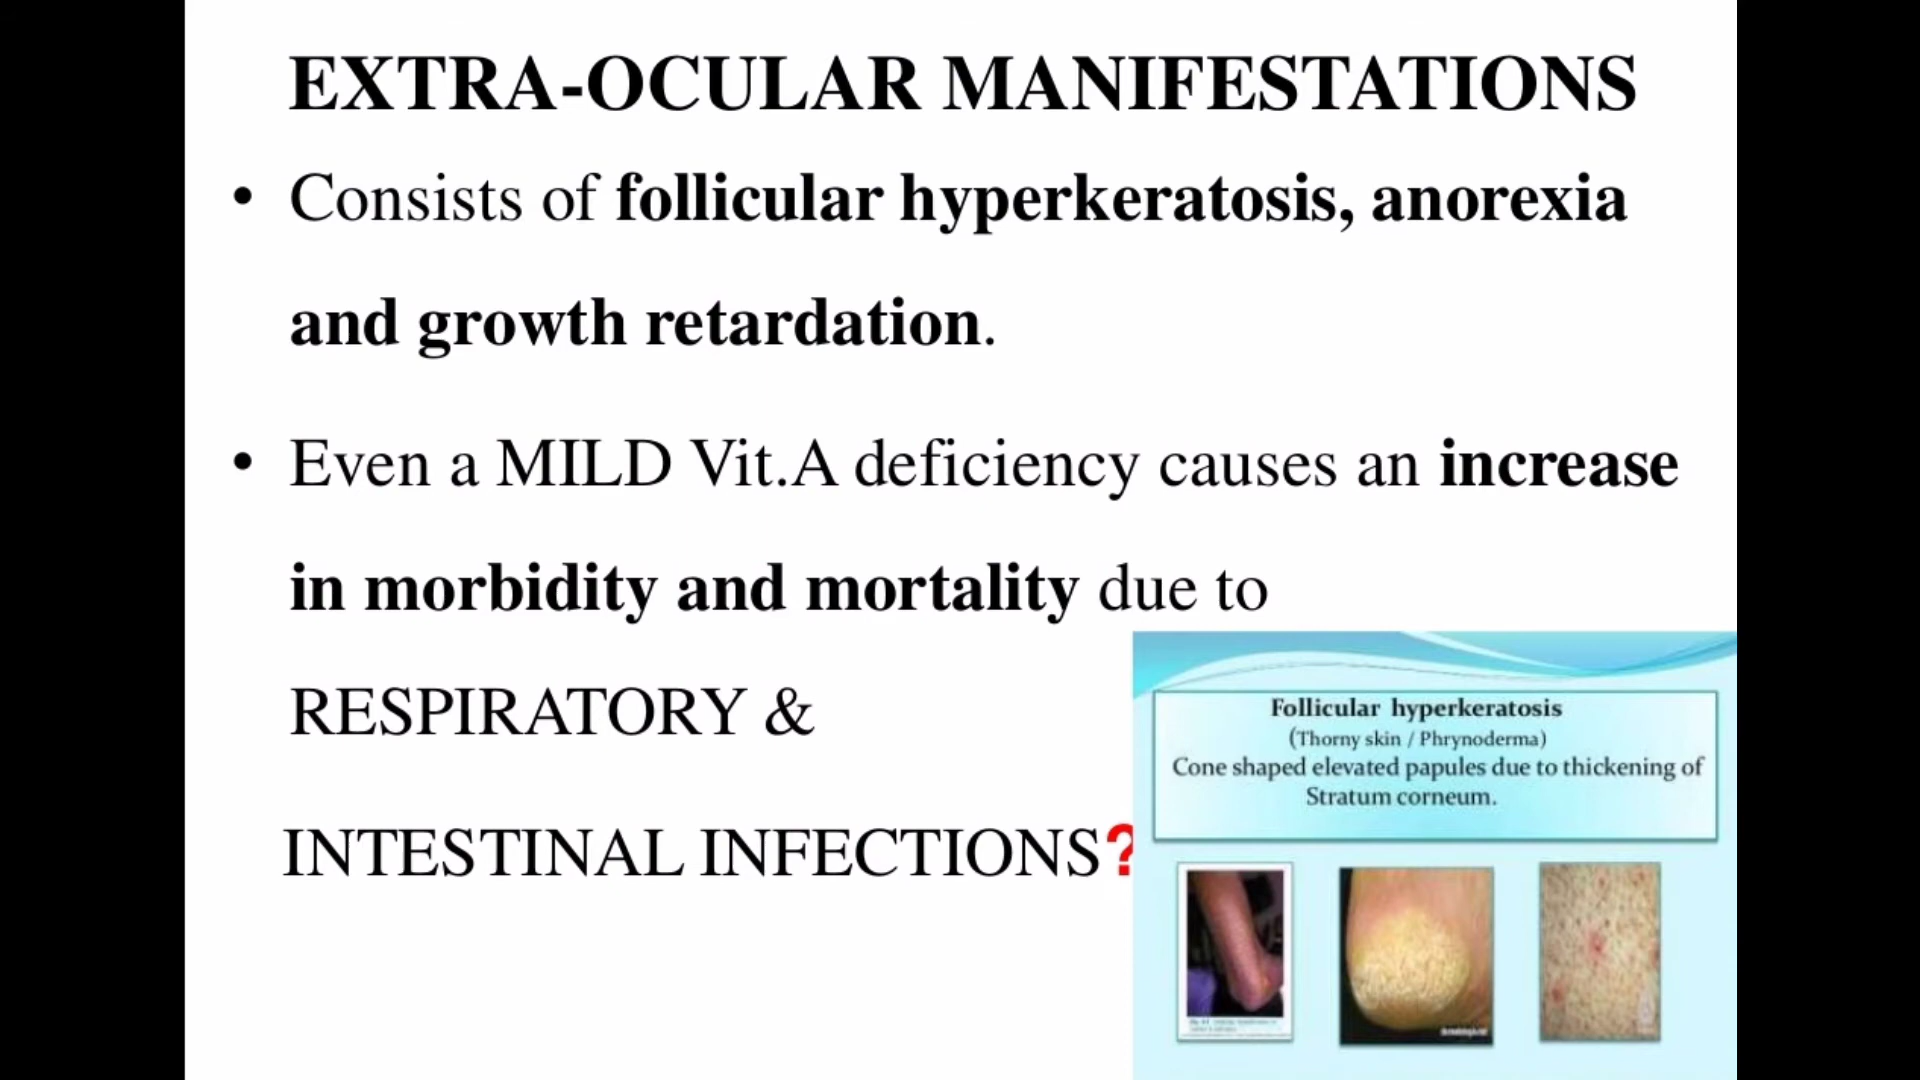 EXTRA-OCULAR MANIFESTATIONS
• Consists of follicular hyperkeratosis, anorexia
and growth retardation.
• Even a MILD Vit.A deficiency causes an increase
in morbidity and mortality due to
RESPIRATORY &
INTESTINAL INFECTIONS?
Follicular hyperkeratosis
(Thorny skin / Phrynoderma)
Cone shaped elevated papules due to thickening of
Stratum corneum.